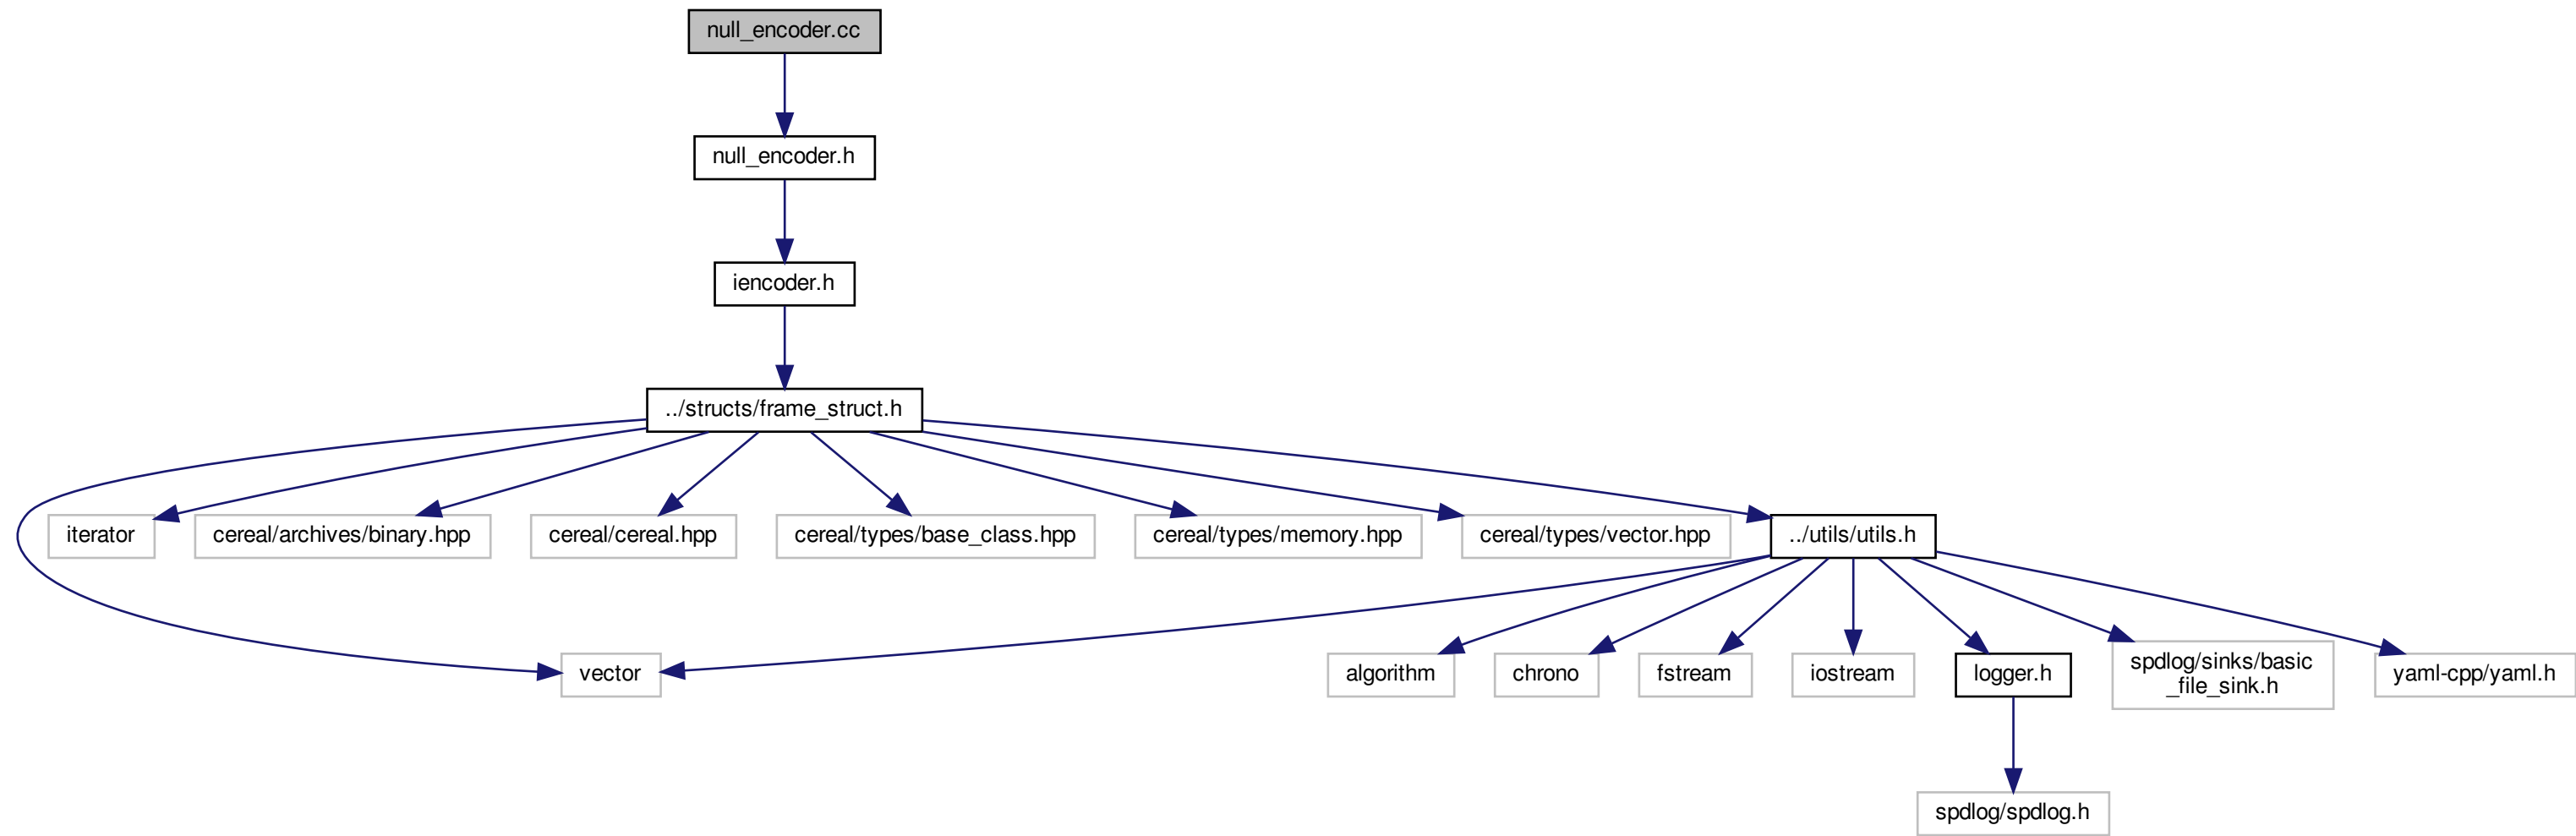 null_encoder.cc
null_encoder.h
iencoder.h
../structs/frame_struct.h
iterator
cereal/archives/binary.hpp
cereal/cereal.hpp
cereal/types/base_class.hpp
cereal/types/memory.hpp
cereal/types/vector.hpp
../utils/utils.h
vector
algorithm
chrono
fstream
iostream
logger.h
spdlog/sinks/basic
_file_sink.h
yaml-cpp/yaml.h
spdlog/spdlog.h